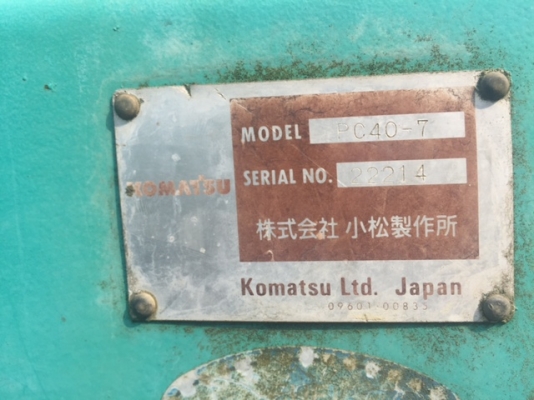 MODEL PC40-7
SERIAL NO. 22214
KOMATSU
株式会社 小松製作所
Komatsu Ltd. Japan
09601-00835